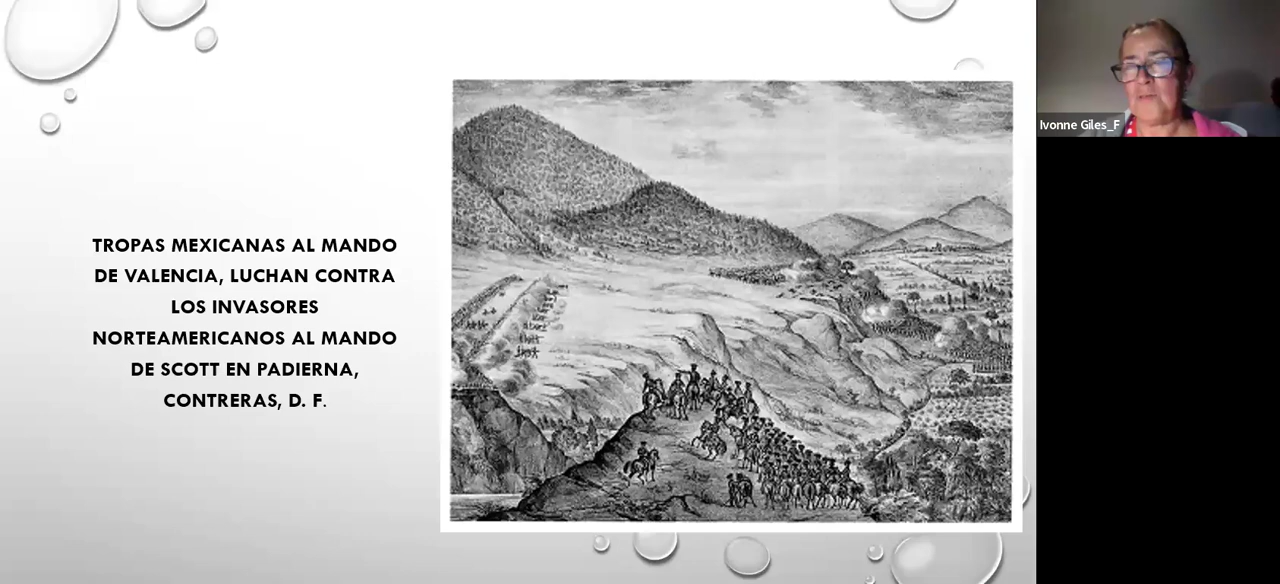 TROPAS MEXICANAS AL MANDO
DE VALENCIA, LUCHAN CONTRA
LOS INVASORES
NORTEAMERICANOS AL MANDO
DE SCOTT EN PADIERNA,
CONTRERAS, D. F.
Ivonne Giles_F